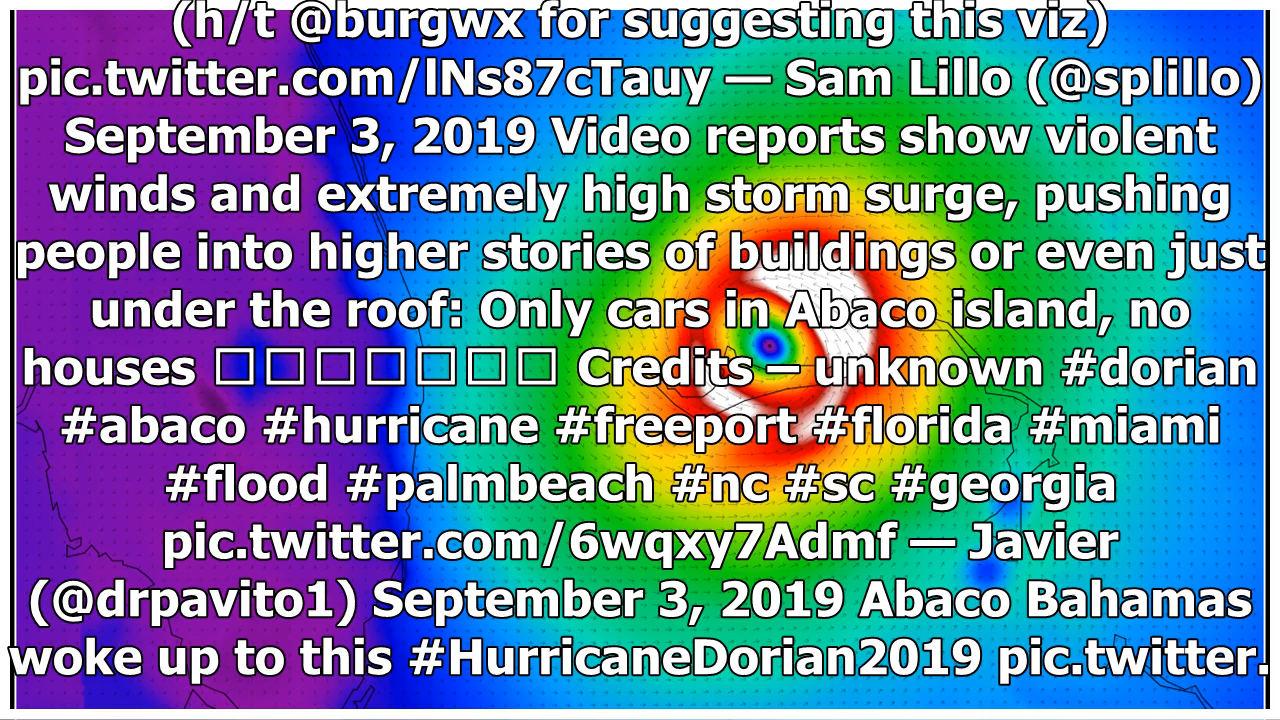 (h/t @burgwx for suggesting this viz)
pic.twitter.com/lNs87cTauy — Sam Lillo (@splillo)
September 3, 2019 Video reports show violent
winds and extremely high storm surge, pushing
people into higher stories of buildings or even just
under the roof: Only cars in Abaco island, no
houses □□□□□□□ Credits – unknown #dorian
#abaco #hurricane #freeport #florida #miami
#flood #palmbeach #nc #sc #georgia
pic.twitter.com/6wqxy7Admf — Javier
(@drpavito1) September 3, 2019 Abaco Bahamas
woke up to this #HurricaneDorian2019 pic.twitter.